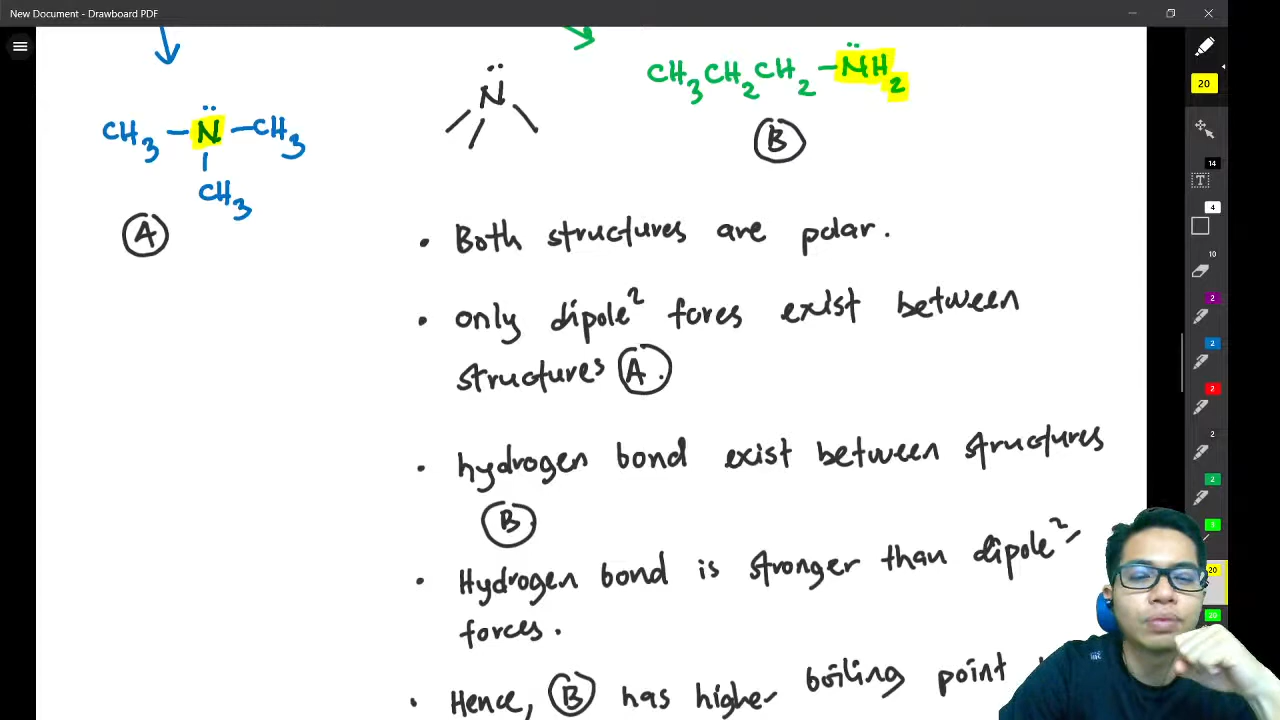 New Document - Drawboard PDF
CH3CH2CH2-N̈H2
B
CH3-N̈-CH3
CH3
A
N̈
• Both structures are polar.
• only dipole² fores exist between
structures A.
• hydrogen bond exist between structures
B.
• Hydrogen bond is stronger than dipole²-
forces.
• Hence, B has higher boiling point
20
14
T
4
10
2
2
2
2
2
3
20
20